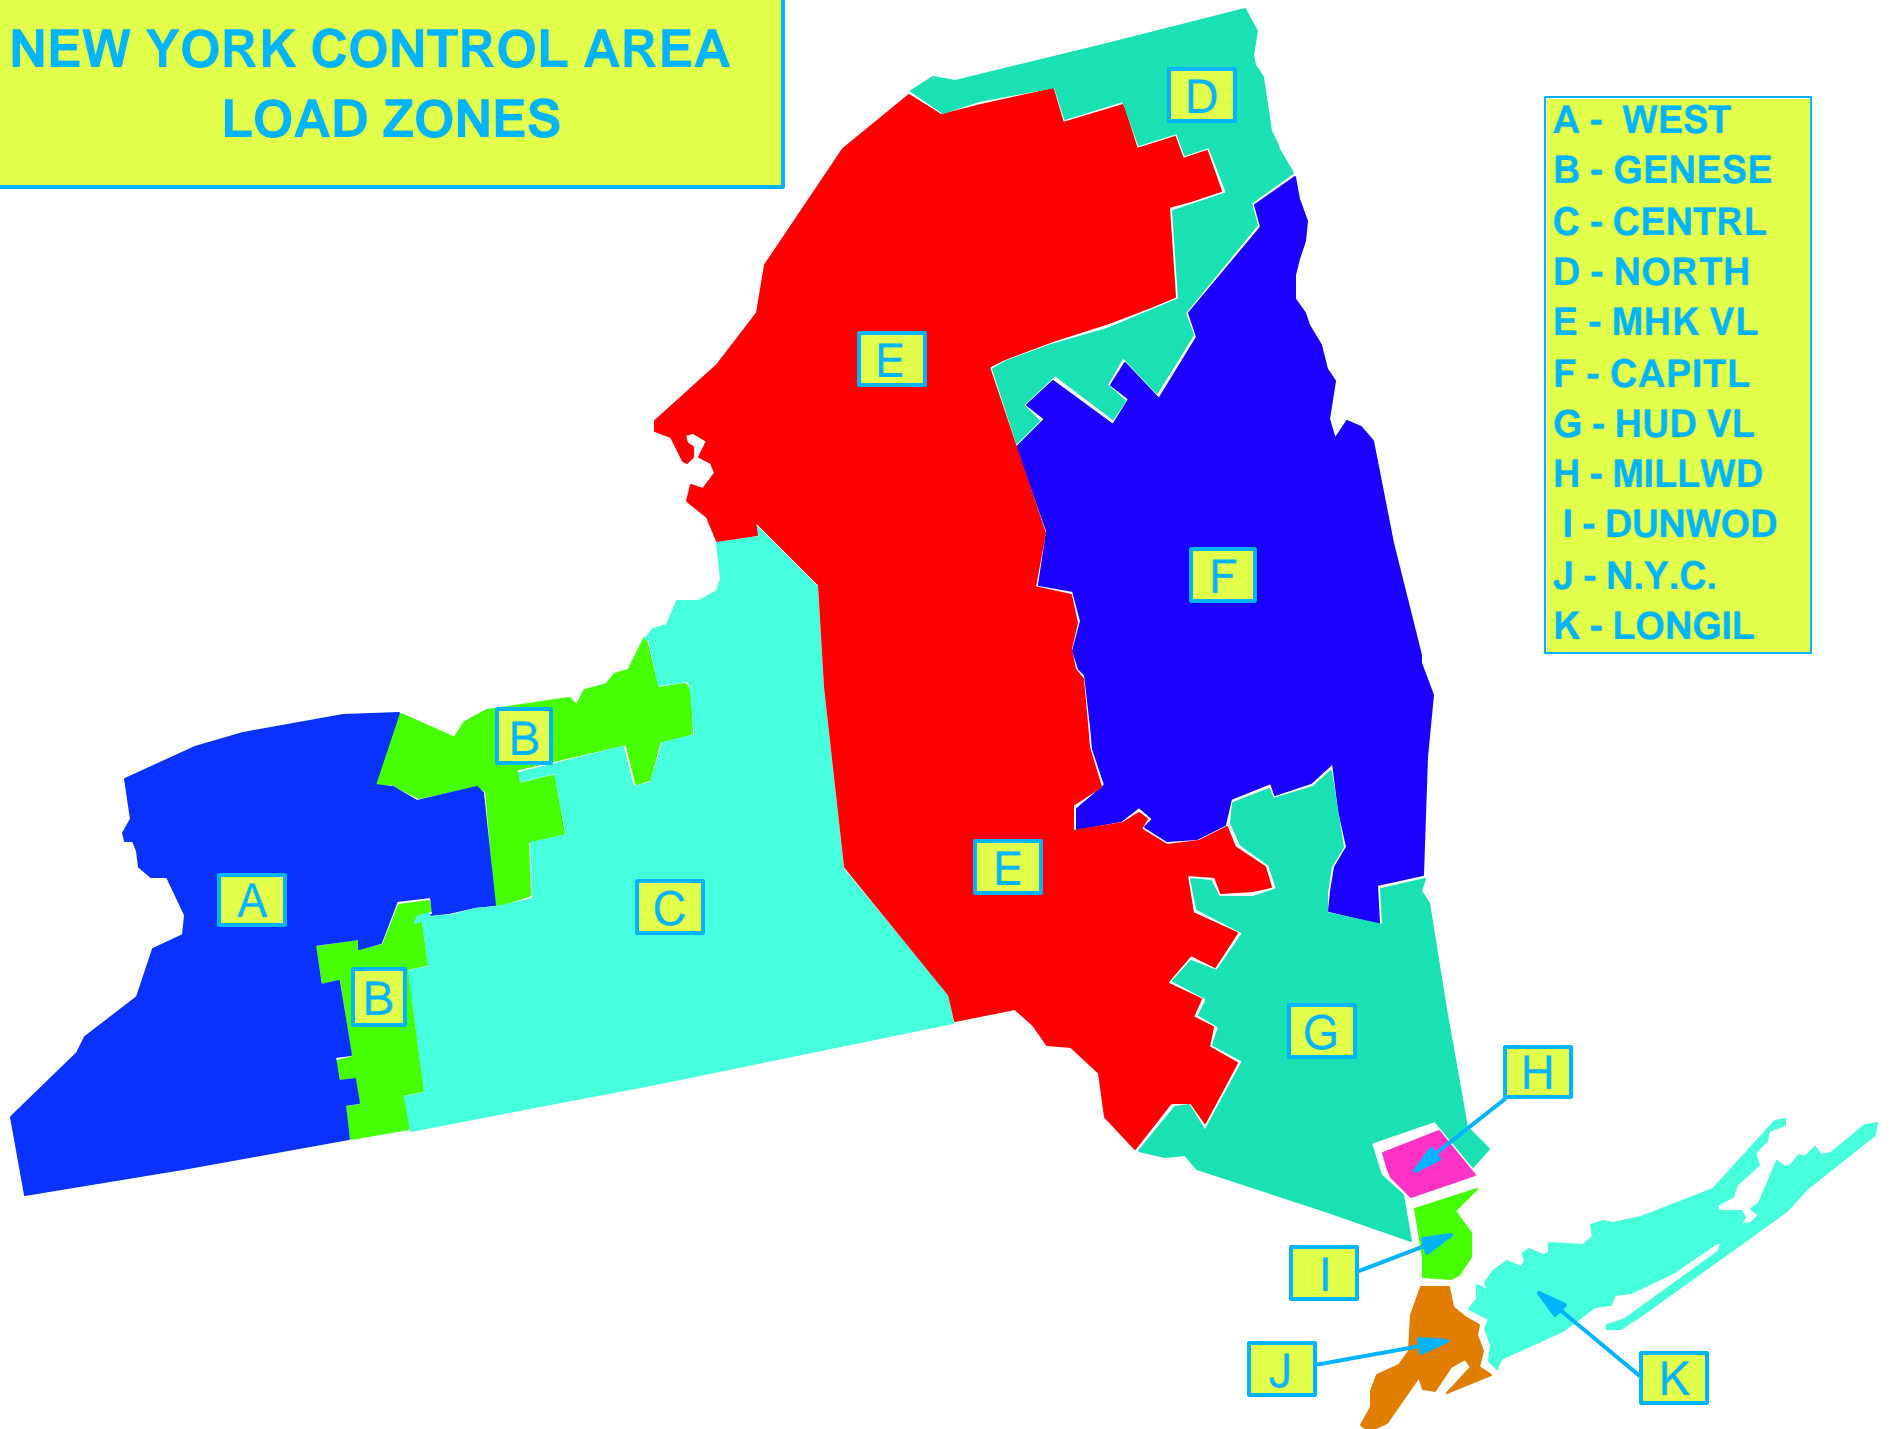 NEW YORK CONTROL AREA
LOAD ZONES
D
A - WEST
B - GENESE
C - CENTRL
D - NORTH
E - MHK VL
F - CAPITL
G - HUD VL
H - MILLWD
I - DUNWOD
J - N.Y.C.
K - LONGIL
E
F
B
E
A
C
B
G
H
I
J
K